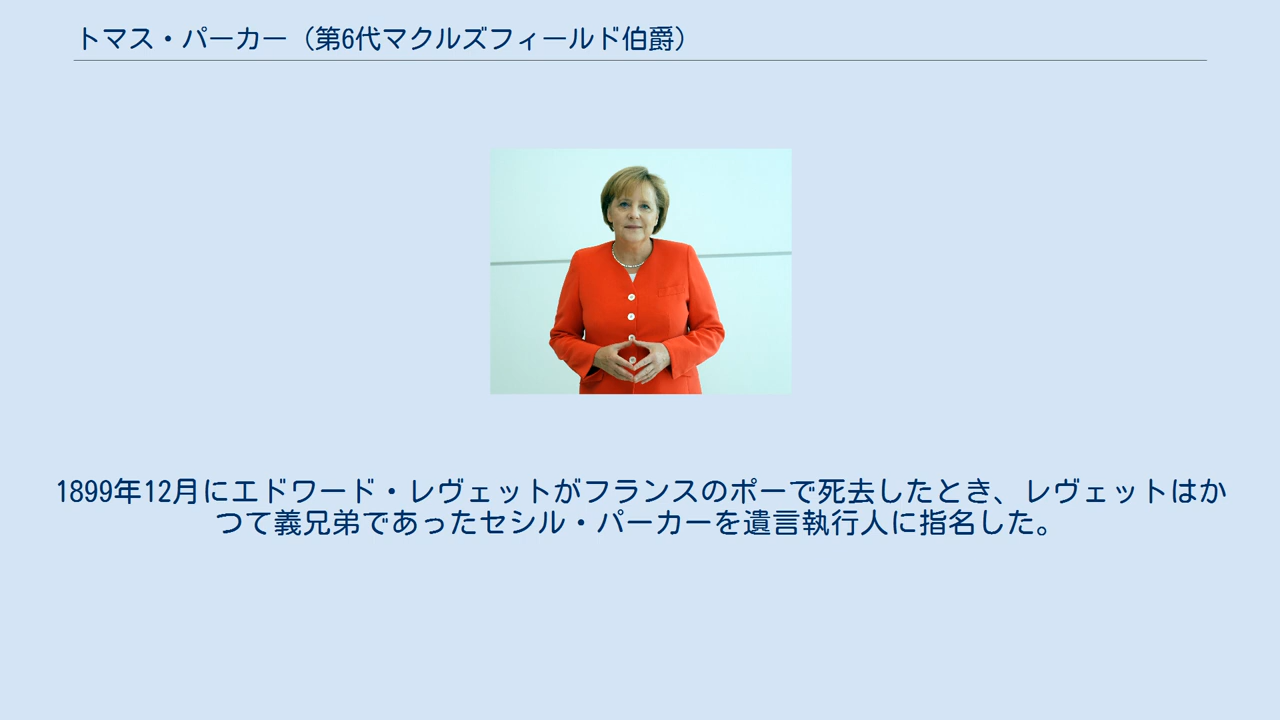 トマス・パーカー（第6代マクルズフィールド伯爵）
1899年12月にエドワード・レヴェットがフランスのポーで死去したとき、レヴェットはか
つて義兄弟であったセシル・パーカーを遺言執行人に指名した。